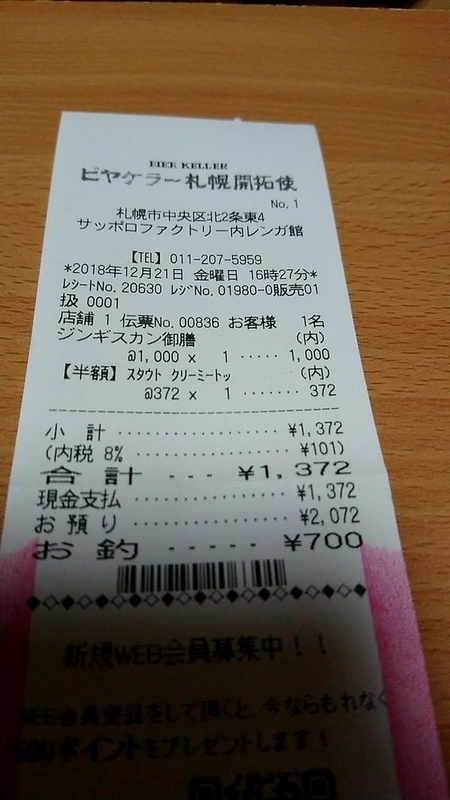 BIER KELLER
ビヤケラー札幌開拓使
No. 1
札幌市中央区北2条東4
サッポロファクトリー内レンガ館
【TEL】 011-207-5959
*2018年12月21日 金曜日 16時27分*
ﾚｼｰﾄNo. 20630 ﾚｼﾞNo. 01980-0販売01
扱 0001
店舗 1 伝票No. 00836 お客様 1名
ジンギスカン御膳 (内)
@1,000 x 1 ····· 1,000
【半額】 ｽﾀｳﾄ ｸﾘｰﾐｰﾄｯ (内)
@372 x 1 ······· 372
小 計 ················ ¥1,372
(内税 8% ················ ¥101)
合 計 - - - ¥1,372
現金支払 ·············· ¥1,372
お 預 り ·············· ¥2,072
お 釣 - - - - - ¥700
新規WEB会員募集中!!
WEB会員登録をして頂くと、今ならもれなく
500ポイントをプレゼントします!